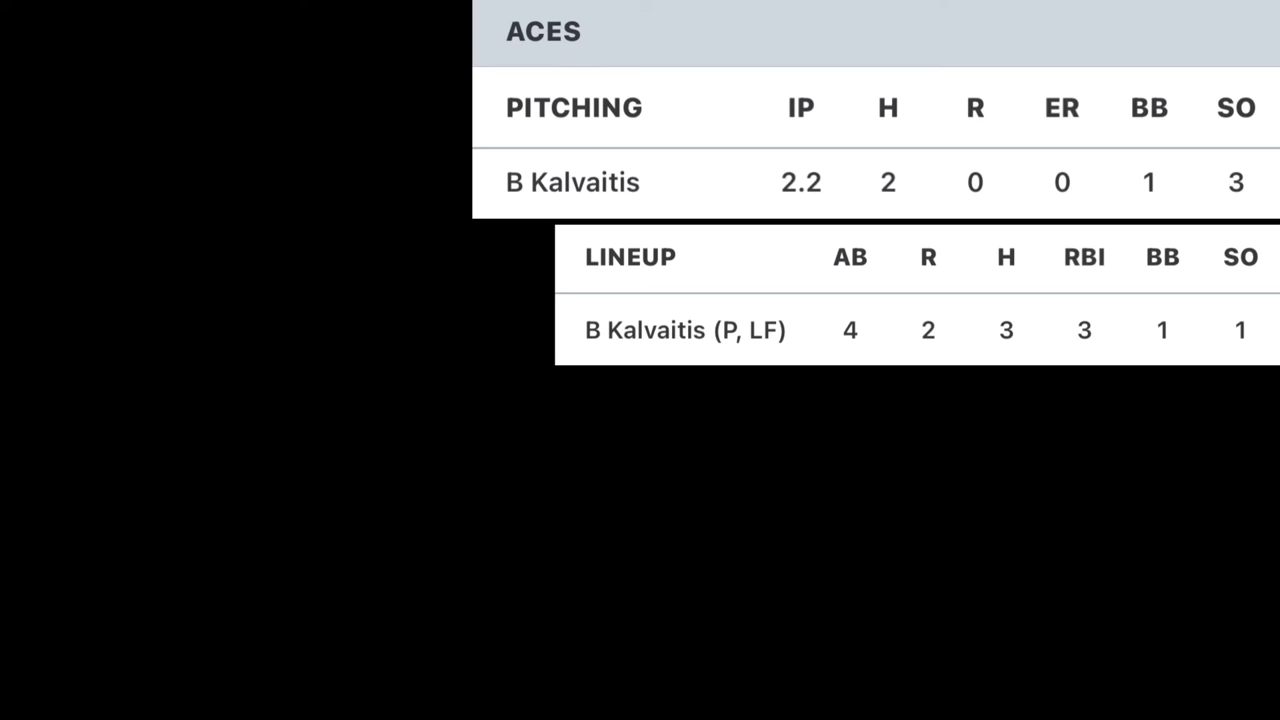 ACES
PITCHING IP H R ER BB SO
B Kalvaitis 2.2 2 0 0 1 3
LINEUP AB R H RBI BB SO
B Kalvaitis (P, LF) 4 2 3 3 1 1